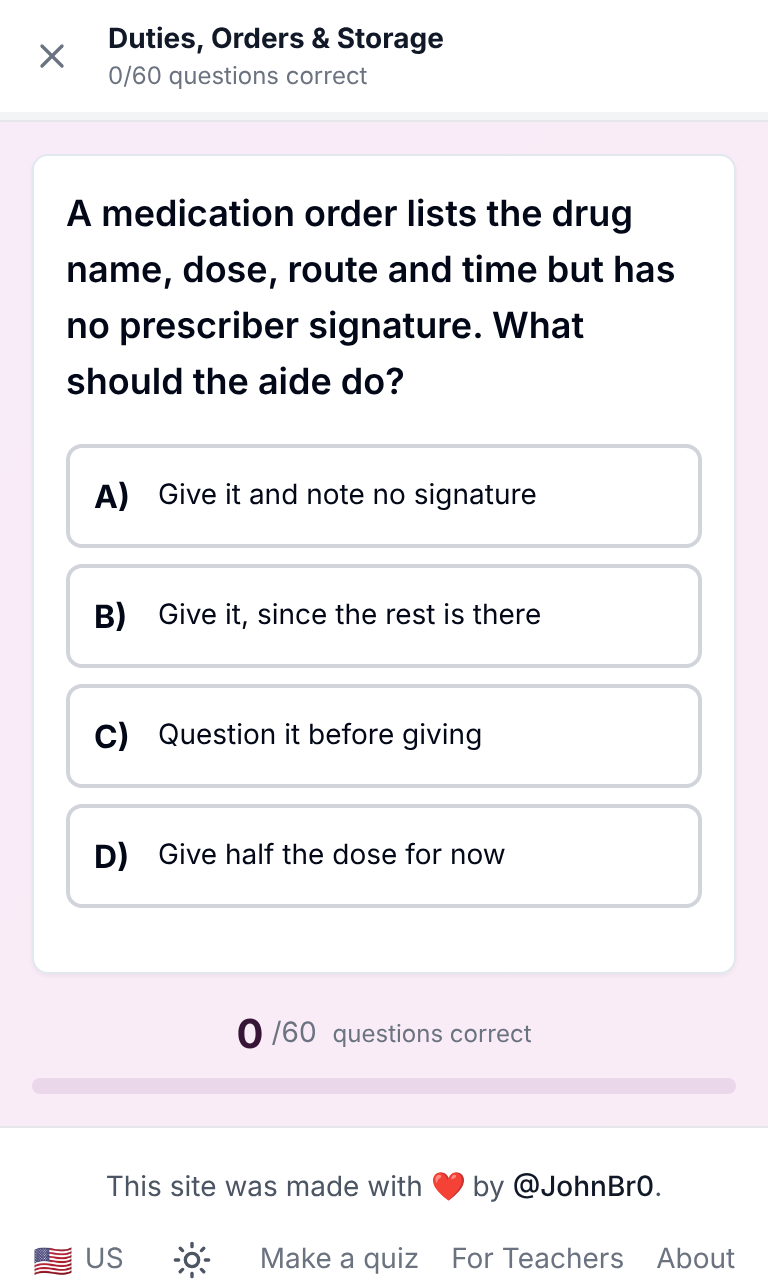 Duties, Orders & Storage
0/60 questions correct
A medication order lists the drug
name, dose, route and time but has
no prescriber signature. What
should the aide do?
A) Give it and note no signature
B) Give it, since the rest is there
C) Question it before giving
D) Give half the dose for now
0 /60 questions correct
This site was made with ❤️ by @JohnBr0.
🇺🇸 US Make a quiz For Teachers About